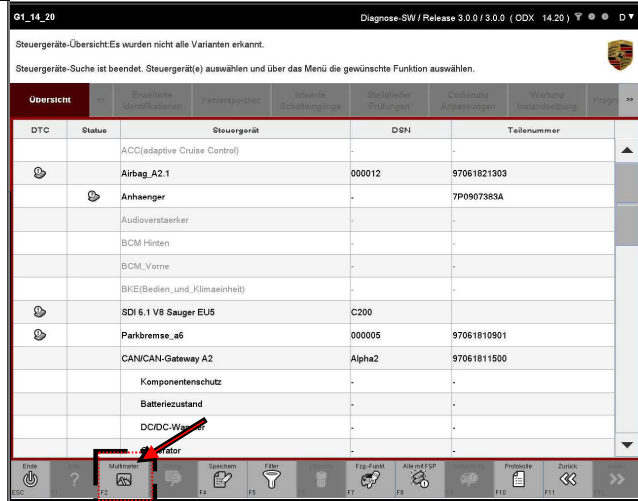 G1_14_20 Diagnose-SW / Release 3.0.0 / 3.0.0 ( ODX 14.20 ) D
Steuergeräte-Übersicht:Es wurden nicht alle Varianten erkannt.
Steuergeräte-Suche ist beendet. Steuergerät(e) auswählen und über das Menü die gewünschte Funktion auswählen.
Übersicht Erweiterte Identifikationen Fehlerspeicher Istwerte Schalteingänge Stellglieder Prüfungen Codierung Anpassungen Wartung Instandsetzung Progra »
DTC Status Steuergerät DSN Teilenummer
ACC(adaptive Cruise Control) - -
Airbag_A2.1 000012 97061821303
Anhaenger - 7P0907383A
Audioverstaerker - -
BCM Hinten - -
BCM_Vorne - -
BKE(Bedien_und_Klimaeinheit) - -
SDI 6.1 V8 Sauger EU5 C200
Parkbremse_a6 000005 97061810901
CAN/CAN-Gateway A2 Alpha2 97061811500
Komponentenschutz - -
Batteriezustand - -
DC/DC-Wan er - -
erator - -
Ende Multimeter Speichern Filter Fzg.-Funkt Alle mit FSP Protokolle Zurück
ESC F2 F4 F5 F7 F8 F10 F11